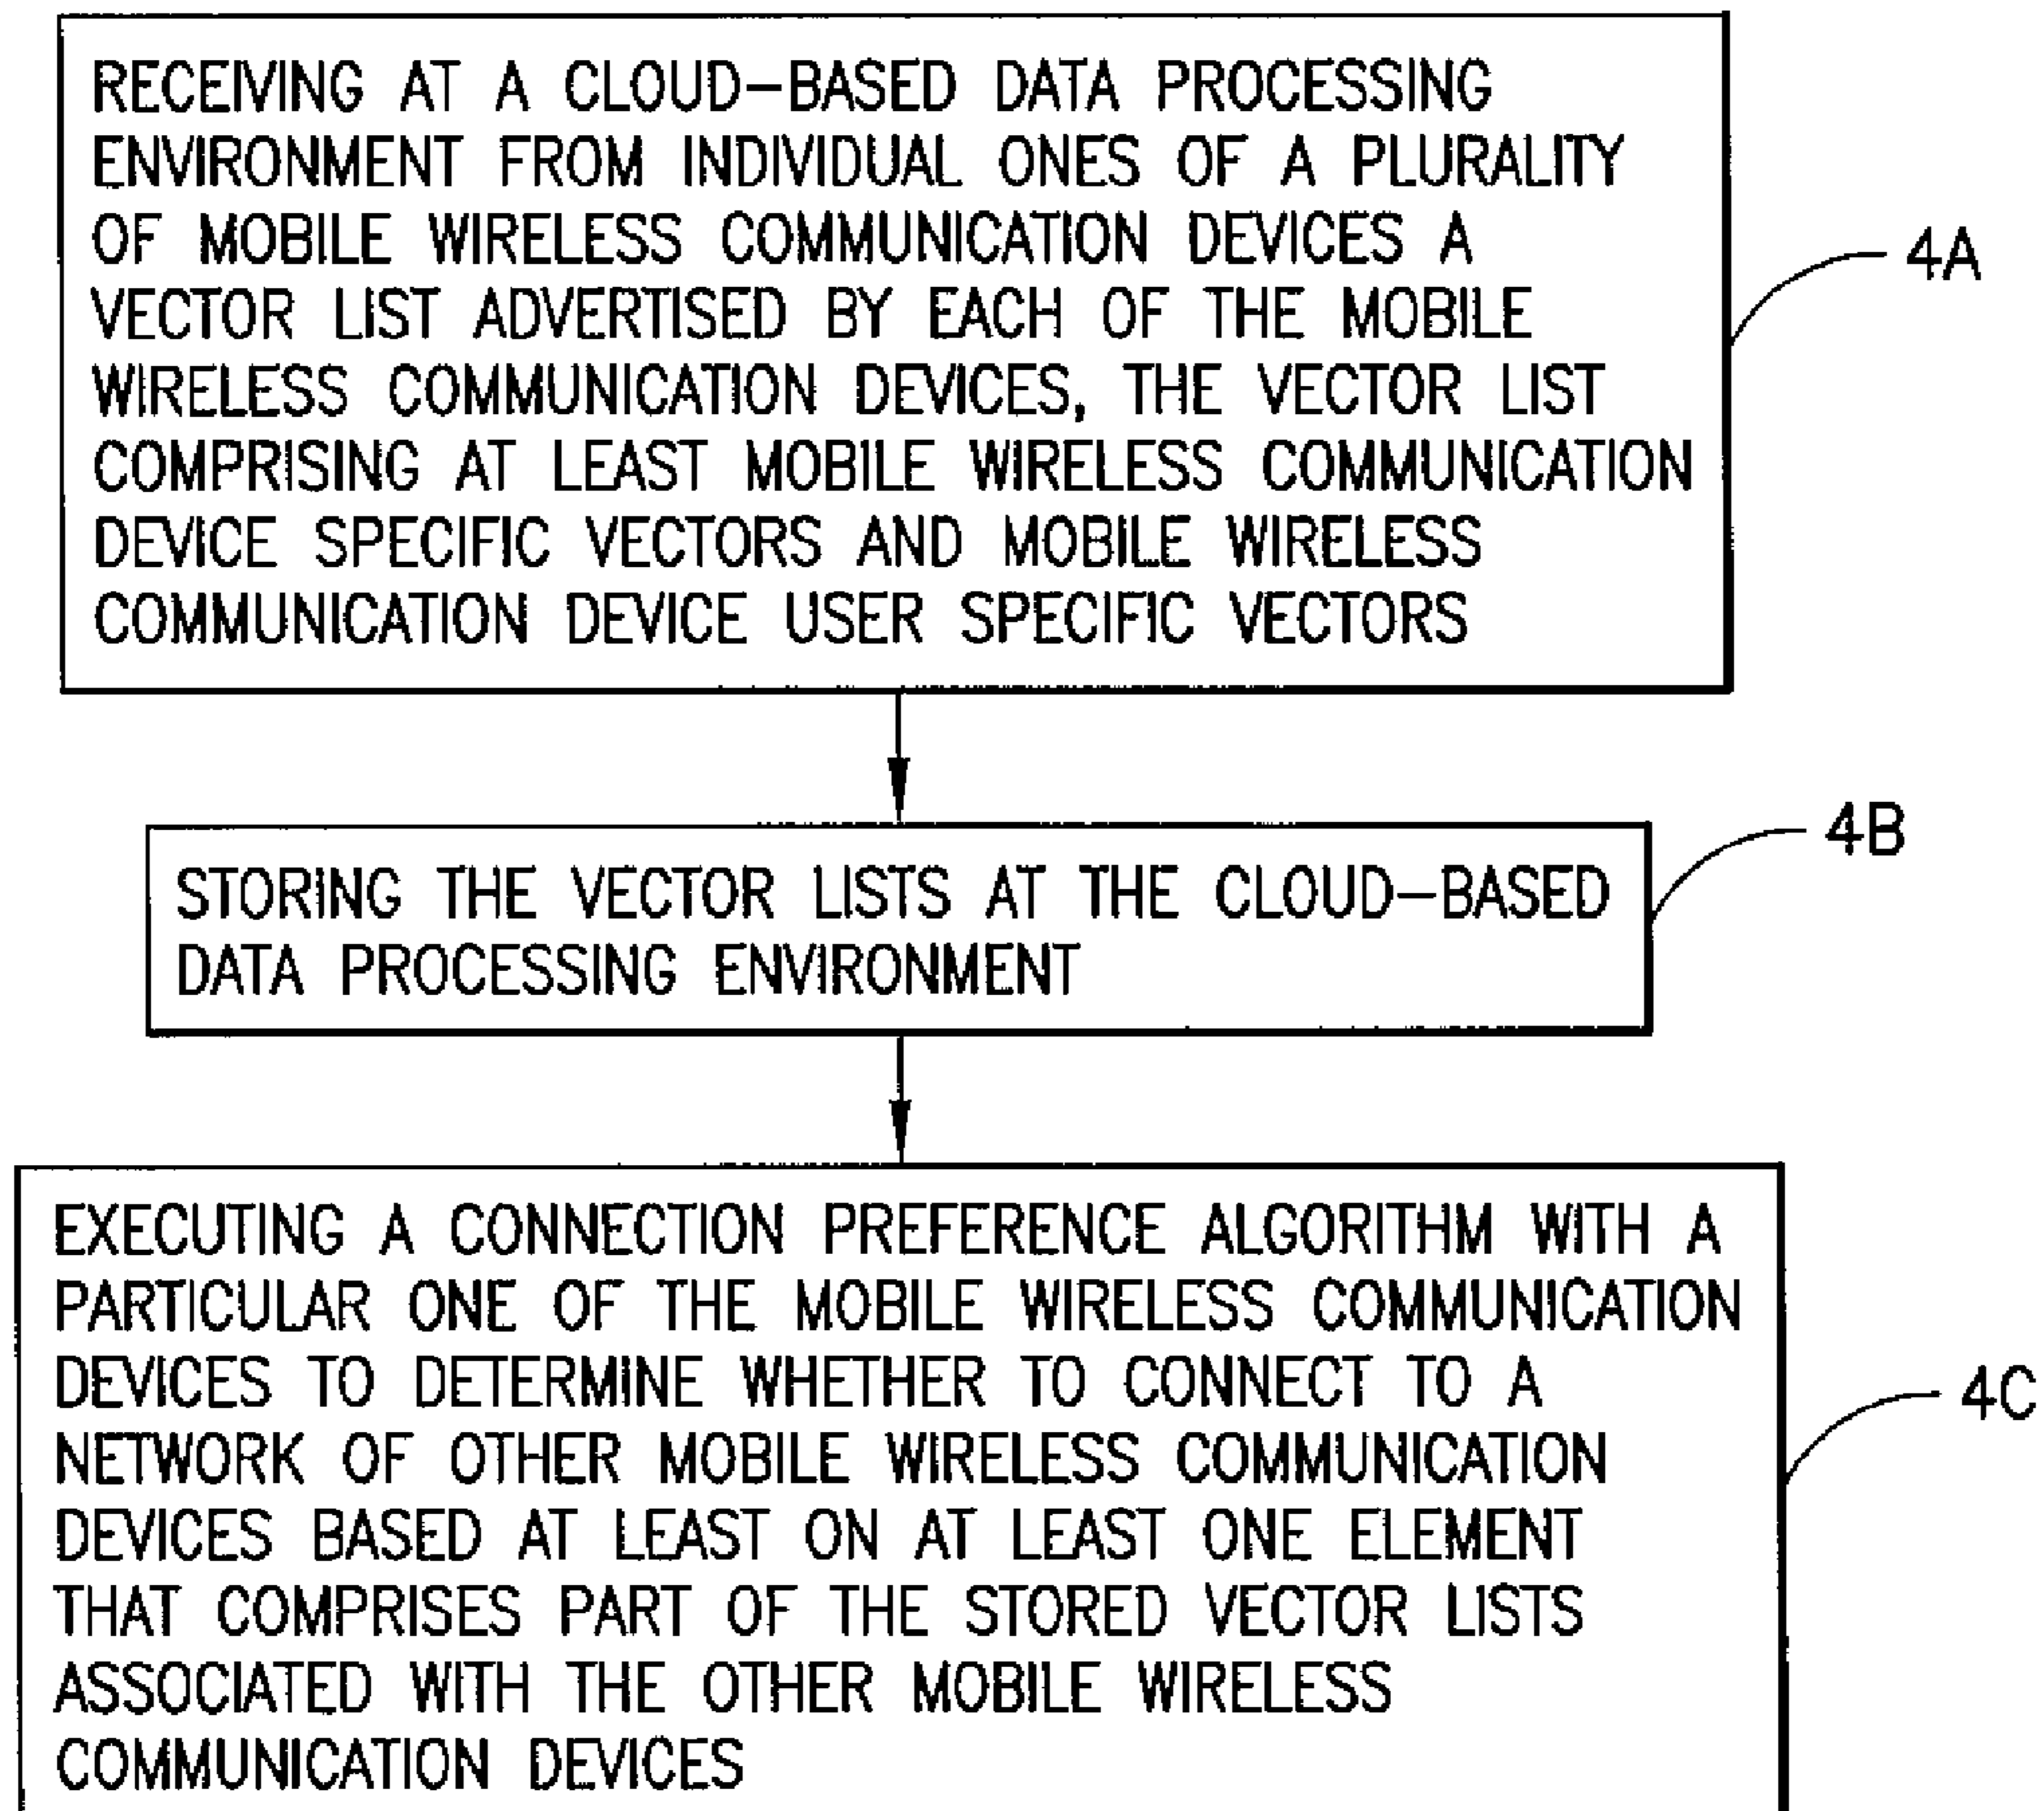 RECEIVING AT A CLOUD-BASED DATA PROCESSING
ENVIRONMENT FROM INDIVIDUAL ONES OF A PLURALITY
OF MOBILE WIRELESS COMMUNICATION DEVICES A
VECTOR LIST ADVERTISED BY EACH OF THE MOBILE
WIRELESS COMMUNICATION DEVICES, THE VECTOR LIST
COMPRISING AT LEAST MOBILE WIRELESS COMMUNICATION
DEVICE SPECIFIC VECTORS AND MOBILE WIRELESS
COMMUNICATION DEVICE USER SPECIFIC VECTORS
4A
STORING THE VECTOR LISTS AT THE CLOUD-BASED
DATA PROCESSING ENVIRONMENT
4B
EXECUTING A CONNECTION PREFERENCE ALGORITHM WITH A
PARTICULAR ONE OF THE MOBILE WIRELESS COMMUNICATION
DEVICES TO DETERMINE WHETHER TO CONNECT TO A
NETWORK OF OTHER MOBILE WIRELESS COMMUNICATION
DEVICES BASED AT LEAST ON AT LEAST ONE ELEMENT
THAT COMPRISES PART OF THE STORED VECTOR LISTS
ASSOCIATED WITH THE OTHER MOBILE WIRELESS
COMMUNICATION DEVICES
4C